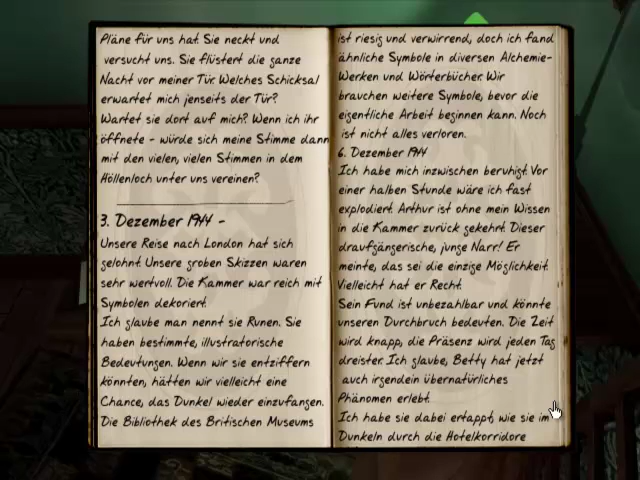 Pläne für uns hat. Sie neckt und
versucht uns. Sie flüstert die ganze
Nacht vor meiner Tür. Welches Schicksal
erwartet mich jenseits der Tür?
Wartet sie dort auf mich? Wenn ich ihr
öffnete - würde sich meine Stimme dann
mit den vielen, vielen Stimmen in dem
Höllenloch unter uns vereinen?
3. Dezember 1944 -
Unsere Reise nach London hat sich
gelohnt. Unsere groben Skizzen waren
sehr wertvoll. Die Kammer war reich mit
Symbolen dekoriert.
Ich glaube man nennt sie Runen. Sie
haben bestimmte, illustratorische
Bedeutungen. Wenn wir sie entziffern
könnten, hätten wir vielleicht eine
Chance, das Dunkel wieder einzufangen.
Die Bibliothek des Britischen Museums
ist riesig und verwirrend, doch ich fand
ähnliche Symbole in diversen Alchemie-
Werken und Wörterbücher. Wir
brauchen weitere Symbole, bevor die
eigentliche Arbeit beginnen kann. Noch
ist nicht alles verloren.
6. Dezember 1944
Ich habe mich inzwischen beruhigt. Vor
einer halben Stunde wäre ich fast
explodiert. Arthur ist ohne mein Wissen
in die Kammer zurück gekehrt. Dieser
draufgängerische, junge Narr! Er
meinte, das sei die einzige Möglichkeit.
Vielleicht hat er Recht.
Sein Fund ist unbezahlbar und könnte
unseren Durchbruch bedeuten. Die Zeit
wird knapp, die Präsenz wird jeden Tag
dreister. Ich glaube, Betty hat jetzt
auch irgendein übernatürliches
Phänomen erlebt.
Ich habe sie dabei ertappt, wie sie im
Dunkeln durch die Hotelkorridore